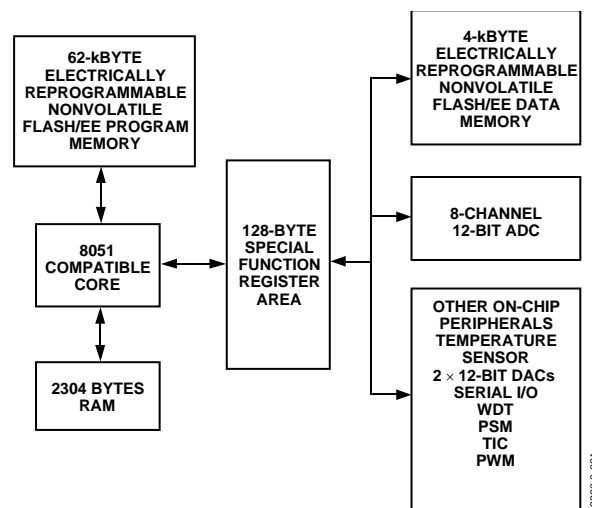 62-kBYTE
ELECTRICALLY
REPROGRAMMABLE
NONVOLATILE
FLASH/EE PROGRAM
MEMORY
8051
COMPATIBLE
CORE
2304 BYTES
RAM
128-BYTE
SPECIAL
FUNCTION
REGISTER
AREA
4-kBYTE
ELECTRICALLY
REPROGRAMMABLE
NONVOLATILE
FLASH/EE DATA
MEMORY
8-CHANNEL
12-BIT ADC
OTHER ON-CHIP
PERIPHERALS
TEMPERATURE
SENSOR
2 × 12-BIT DACs
SERIAL I/O
WDT
PSM
TIC
PWM